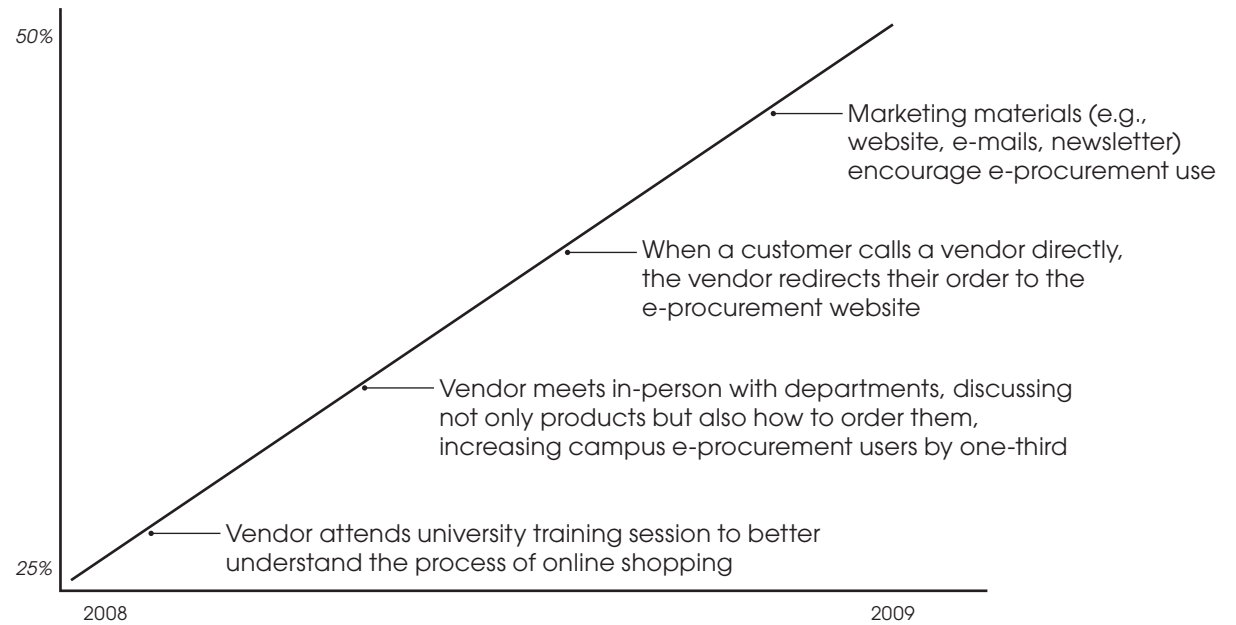 50%
Marketing materials (e.g.,
website, e-mails, newsletter)
encourage e-procurement use
When a customer calls a vendor directly,
the vendor redirects their order to the
e-procurement website
Vendor meets in-person with departments, discussing
not only products but also how to order them,
increasing campus e-procurement users by one-third
Vendor attends university training session to better
understand the process of online shopping
25%
2008
2009